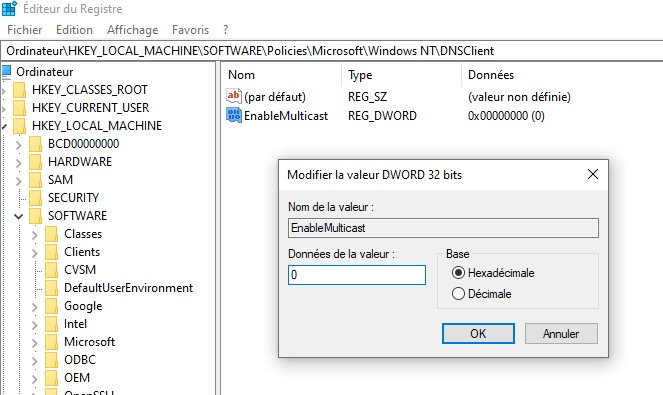 Éditeur du Registre
Fichier Edition Affichage Favoris ?
Ordinateur\HKEY_LOCAL_MACHINE\SOFTWARE\Policies\Microsoft\Windows NT\DNSClient
Ordinateur
HKEY_CLASSES_ROOT
HKEY_CURRENT_USER
HKEY_LOCAL_MACHINE
BCD00000000
HARDWARE
SAM
SECURITY
SOFTWARE
Classes
Clients
CVSM
DefaultUserEnvironment
Google
Intel
Microsoft
ODBC
OEM
OpenSSH
Nom Type Données
ab (par défaut) REG_SZ (valeur non définie)
EnableMulticast REG_DWORD 0x00000000 (0)
Modifier la valeur DWORD 32 bits
Nom de la valeur :
EnableMulticast
Données de la valeur :
0
Base
Hexadécimale
Décimale
OK Annuler